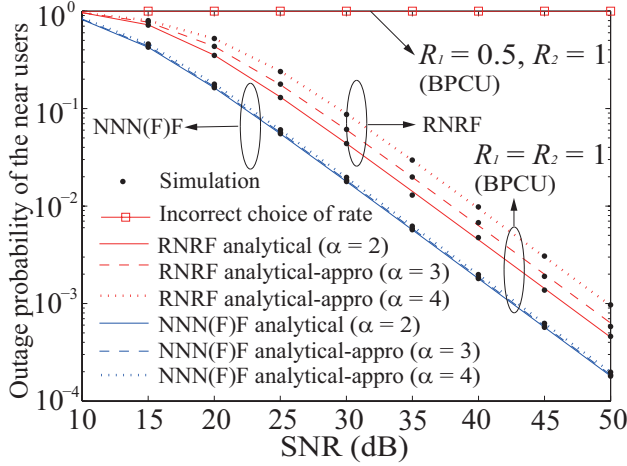 10^0
10^-1
10^-2
10^-3
10^-4
Outage probability of the near users
R1 = 0.5, R2 = 1
(BPCU)
NNN(F)F
RNRF
R1 = R2 = 1
(BPCU)
Simulation
Incorrect choice of rate
RNRF analytical (α = 2)
RNRF analytical-appro (α = 3)
RNRF analytical-appro (α = 4)
NNN(F)F analytical (α = 2)
NNN(F)F analytical-appro (α = 3)
NNN(F)F analytical-appro (α = 4)
10 15 20 25 30 35 40 45 50
SNR (dB)